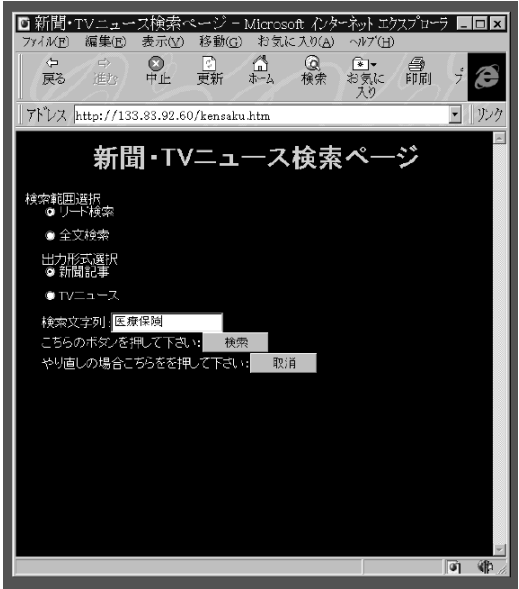 新聞・TVニュース検索ページ - Microsoft インターネット エクスプローラ
ファイル(F) 編集(E) 表示(V) 移動(G) お気に入り(A) ヘルプ(H)
戻る 進む 中止 更新 ホーム 検索 お気に入り 印刷 フ
アドレス http://133.83.92.60/kensaku.htm リンク
新聞・TVニュース検索ページ
検索範囲選択
リード検索
全文検索
出力形式選択
新聞記事
TVニュース
検索文字列:医療保険
こちらのボタンを押して下さい: 検索
やり直しの場合こちらをを押して下さい: 取消